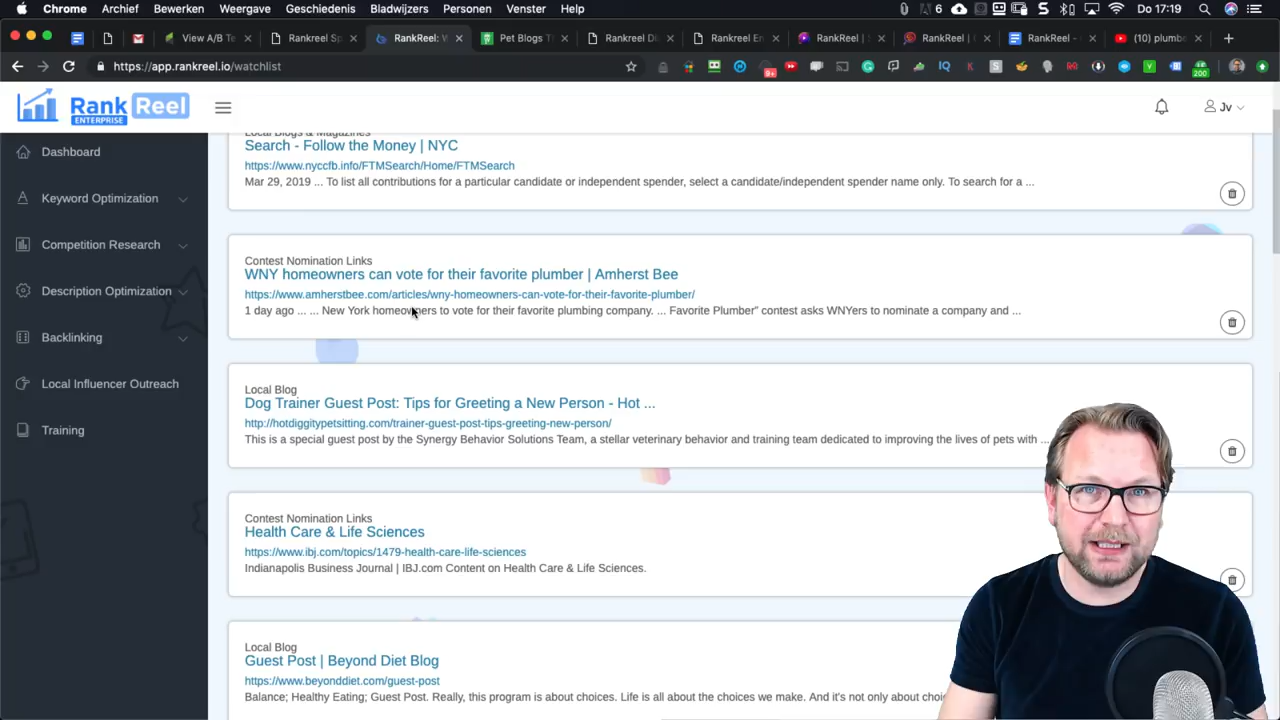 Chrome Archief Bewerken Weergave Geschiedenis Bladwijzers Personen Venster Help 6 Do 17:19
View A/B Te Rankreel Sp RankReel: W Pet Blogs Th Rankreel De Rankreel En RankReel | S RankReel | C RankReel - (10) plumbe
https://app.rankreel.io/watchlist 9+ 200
Rank Reel
ENTERPRISE
Jv
Dashboard
Keyword Optimization
Competition Research
Description Optimization
Backlinking
Local Influencer Outreach
Training
Local Blogs & Magazines
Search - Follow the Money | NYC
https://www.nyccfb.info/FTMSearch/Home/FTMSearch
Mar 29, 2019 ... To list all contributions for a particular candidate or independent spender, select a candidate/independent spender name only. To search for a ...
Contest Nomination Links
WNY homeowners can vote for their favorite plumber | Amherst Bee
https://www.amherstbee.com/articles/wny-homeowners-can-vote-for-their-favorite-plumber/
1 day ago ... ... New York homeowners to vote for their favorite plumbing company. ... Favorite Plumber” contest asks WNYers to nominate a company and ...
Local Blog
Dog Trainer Guest Post: Tips for Greeting a New Person - Hot ...
http://hotdiggitypetsitting.com/trainer-guest-post-tips-greeting-new-person/
This is a special guest post by the Synergy Behavior Solutions Team, a stellar veterinary behavior and training team dedicated to improving the lives of pets with ...
Contest Nomination Links
Health Care & Life Sciences
https://www.ibj.com/topics/1479-health-care-life-sciences
Indianapolis Business Journal | IBJ.com Content on Health Care & Life Sciences.
Local Blog
Guest Post | Beyond Diet Blog
https://www.beyonddiet.com/guest-post
Balance; Healthy Eating; Guest Post. Really, this program is about choices. Life is all about the choices we make. And it's not only about choi